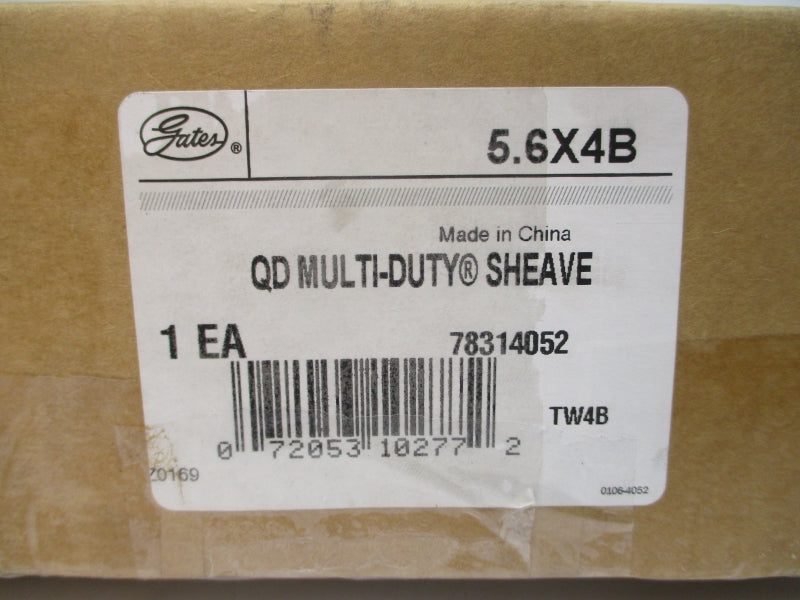 Gates®
5.6X4B
Made in China
QD MULTI-DUTY® SHEAVE
1 EA
78314052
TW4B
0 72053 10277 2
Z0169
0106-4052